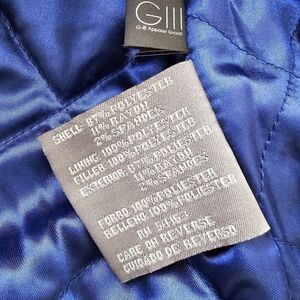 GIII
G-III Apparel Group
SHELL: 87% POLYESTER
11% RAYON
2% SPANDEX
LINING: 100% POLYESTER
FILLER: 100% POLYESTER
EXTERIOR: 87% POLIESTER
11% RAYON
2% SPANDEX
FORRO: 100% POLIESTER
RELLENO: 100% POLIESTER
RN
CARE ON REVERSE
CUIDADO DE REVERSO